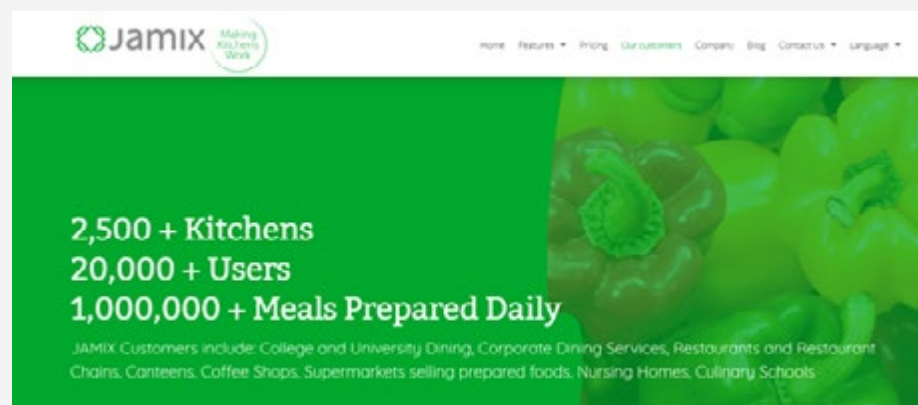 Jamix
Making
Kitchens
Work
Home Features Pricing Our customers Company Blog Contact us Language
2,500 + Kitchens
20,000 + Users
1,000,000 + Meals Prepared Daily
JAMIX Customers include: College and University Dining, Corporate Dining Services, Restaurants and Restaurant
Chains, Canteens, Coffee Shops, Supermarkets selling prepared foods, Nursing Homes, Culinary Schools